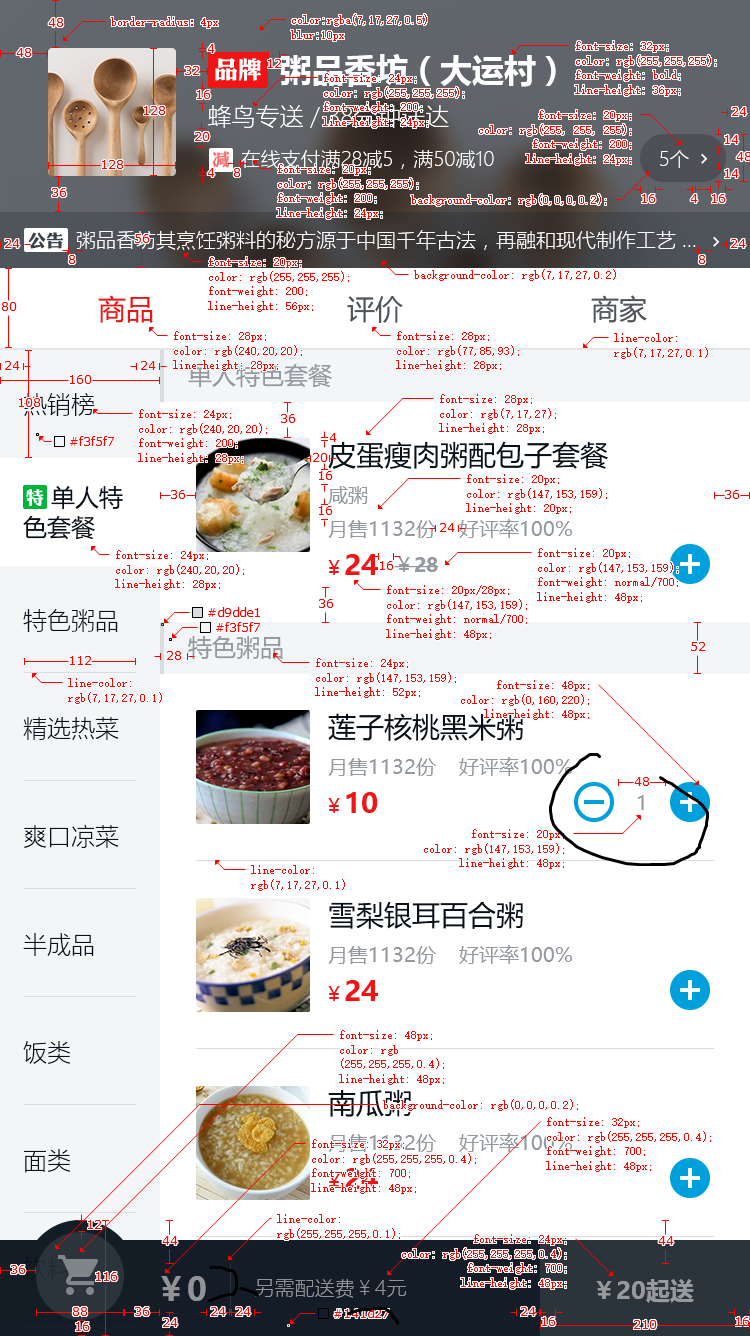 48
border-radius: 4px;
color:rgba(7,17,27,0.5)
blur:10px
48
品牌 粥品香坊（大运村）
font-size: 32px;
color: rgb(255,255,255);
font-weight: bold;
line-height: 36px;
4
32
12
16
128
128
font-size: 24px;
color: rgb(255,255,255);
font-weight: 200;
line-height: 24px;
蜂鸟专送 /
20
减 在线支付满28减5，满50减10
4
8
font-size: 20px;
color: rgb(255, 255, 255);
font-weight: 200;
line-height: 24px;
24
14
48
14
5个
16
4
16
font-size: 20px;
color: rgb(255,255,255);
font-weight: 200;
line-height: 24px;
background-color: rgb(0,0,0,0.2);
36
24
公告 粥品香坊其烹饪粥料的秘方源于中国千年古法，再融和现代制作工艺 ...
56
8
8
24
font-size: 20px;
color: rgb(255,255,255);
font-weight: 200;
line-height: 56px;
background-color: rgb(7,17,27,0.2)
80
商品
评价
商家
font-size: 28px;
color: rgb(240,20,20);
line-height: 28px;
font-size: 28px;
color: rgb(77,85,93);
line-height: 28px;
line-color:
rgb(7,17,27,0.1)
24
24
160
108
单人特色套餐
热销榜
#f3f5f7
font-size: 24px;
color: rgb(240,20,20);
font-weight: 200;
line-height: 28px;
36
font-size: 28px;
color: rgb(7,17,27);
line-height: 28px;
4
20
16
16
皮蛋瘦肉粥配包子套餐
咸粥
font-size: 20px;
color: rgb(147,153,159);
line-height: 20px;
36
36
月售1132份
24
好评率100%
￥24
16
￥28
特 单人特
色套餐
font-size: 24px;
color: rgb(240,20,20);
line-height: 28px;
font-size: 20px;
color: rgb(147,153,159);
font-weight: normal/700;
line-height: 48px;
36
font-size: 20px/28px;
color: rgb(147,153,159);
font-weight: normal/700;
line-height: 48px;
特色粥品
#d9dde1
#f3f5f7
28
特色粥品
52
112
line-color:
rgb(7,17,27,0.1)
font-size: 24px;
color: rgb(147,153,159);
line-height: 52px;
font-size: 48px;
color: rgb(0,160,220);
line-height: 48px;
精选热菜
莲子核桃黑米粥
月售1132份 好评率100%
￥10
48
1
font-size: 20px;
color: rgb(147,153,159);
line-height: 48px;
爽口凉菜
line-color:
rgb(7,17,27,0.1)
雪梨银耳百合粥
半成品
月售1132份 好评率100%
￥24
饭类
font-size: 48px;
color: rgb
(255,255,255,0.4);
line-height: 48px;
南瓜粥
background-color: rgb(0,0,0,0.2);
月售1132份 好评率100%
￥24
font-size: 32px;
color: rgb(255,255,255,0.4);
font-weight: 700;
line-height: 48px;
font-size: 32px;
color: rgb(255,255,255,0.4);
font-weight: 700;
line-height: 48px;
面类
12
44
line-color:
rgb(255,255,255,0.1);
font-size: 24px;
color: rgb(255,255,255,0.4);
font-weight: 700;
line-height: 48px;
44
36
116
￥0
另需配送费￥4元
￥20起送
88
16
36
24
24
#141d27
24
16
210
16